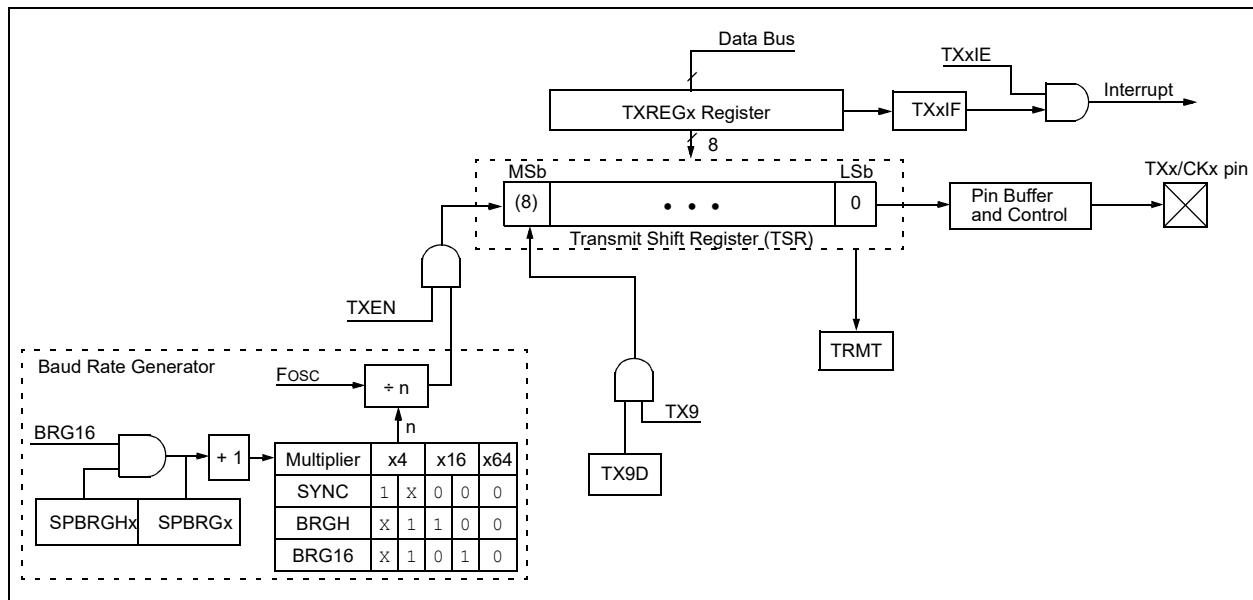 Data Bus
TXxIE
Interrupt
TXREGx Register
TXxIF
8
MSb
LSb
TXx/CKx pin
(8)
• • •
0
Pin Buffer
and Control
Transmit Shift Register (TSR)
TXEN
TRMT
Baud Rate Generator
FOSC
÷ n
TX9
n
BRG16
+ 1
Multiplier x4 x16 x64
TX9D
SYNC 1 X 0 0 0
SPBRGHx SPBRGx
BRGH X 1 1 0 0
BRG16 X 1 0 1 0